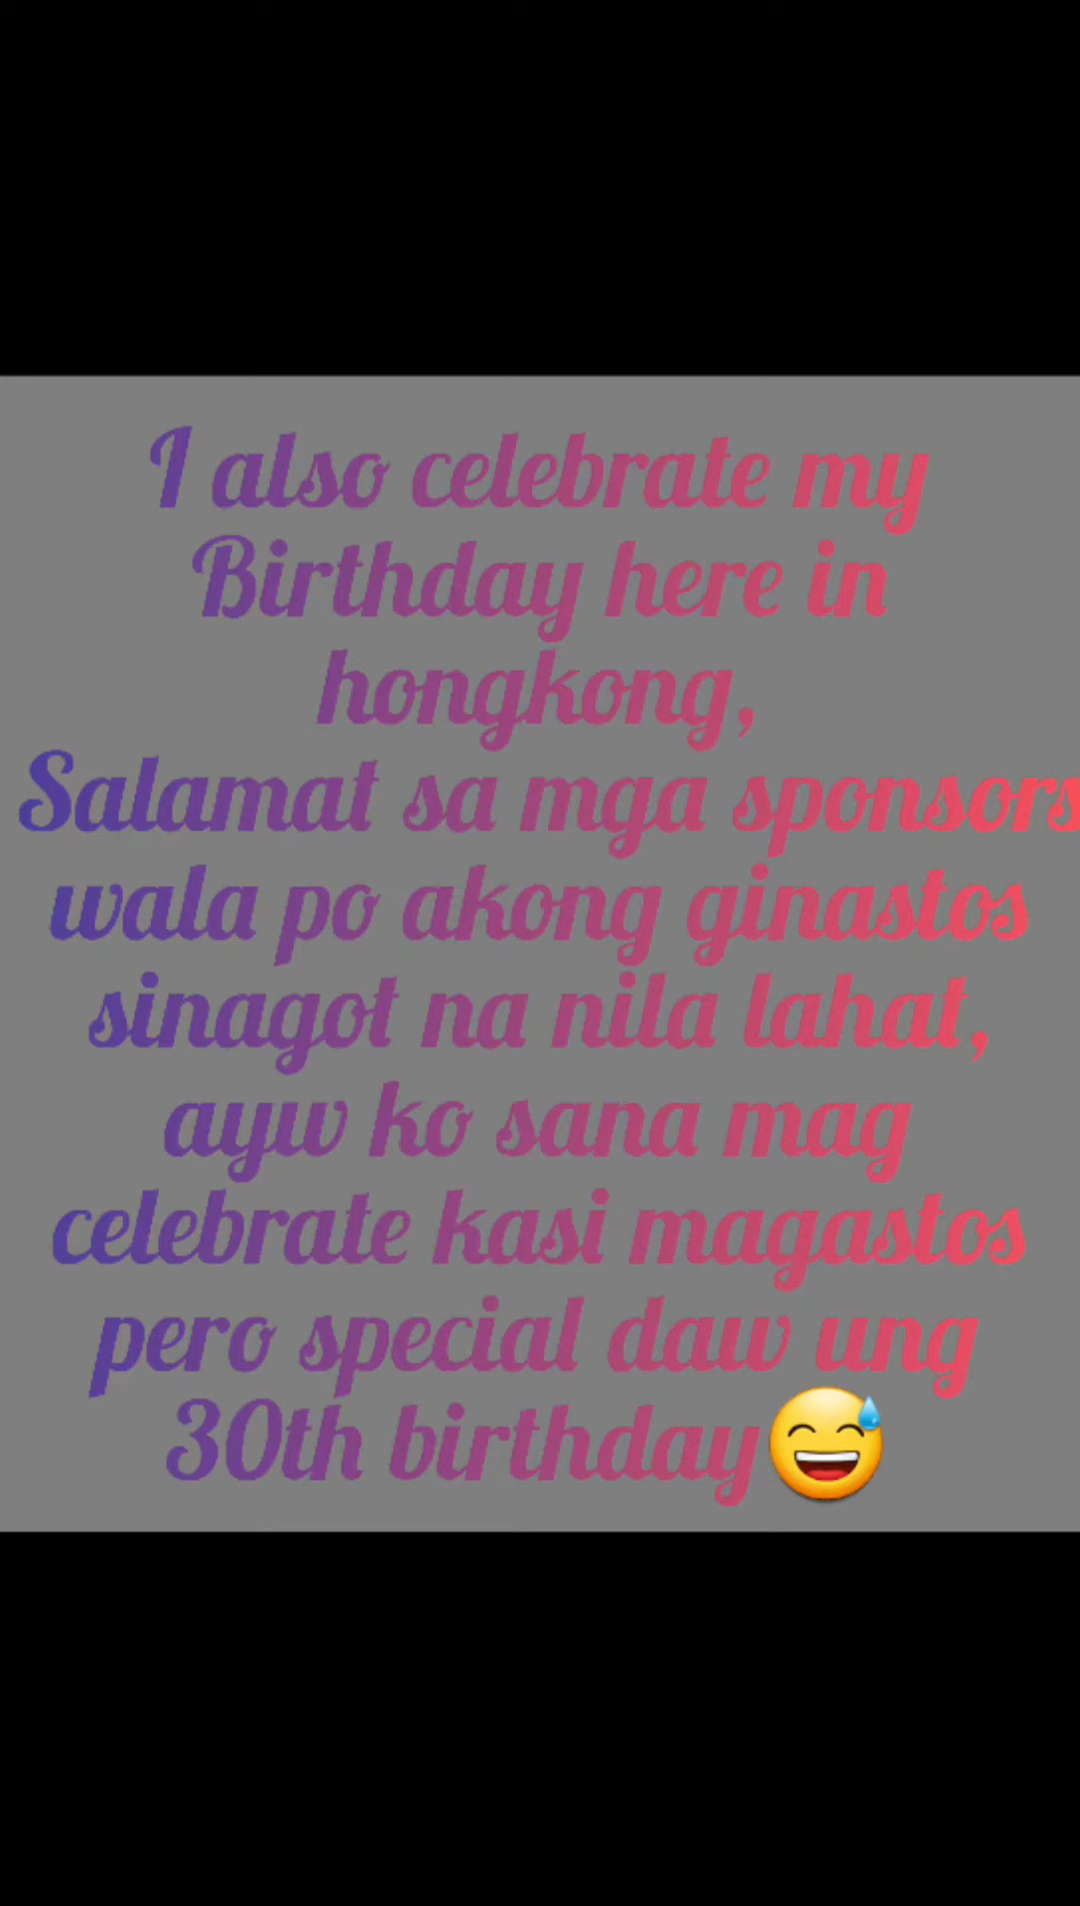 I also celebrate my
Birthday here in
hongkong,
Salamat sa mga sponsors
wala po akong ginastos
sinagot na nila lahat,
ayw ko sana mag
celebrate kasi magastos
pero special daw ung
30th birthday😅